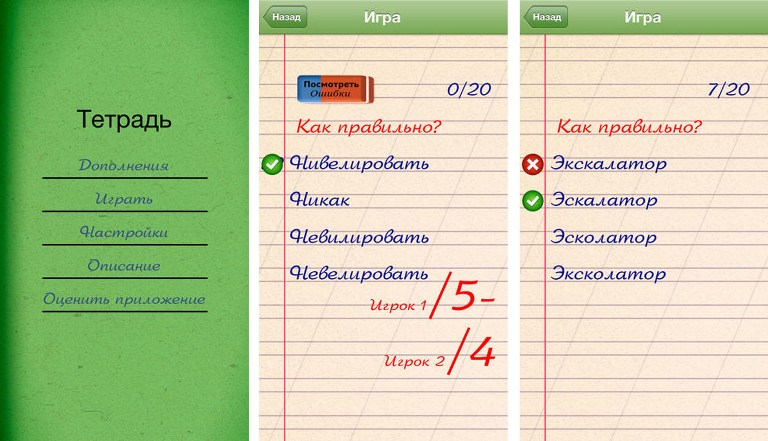 Тетрадь
Дополнения
Играть
Настройки
Описание
Оценить приложение
Назад
Игра
Посмотреть
Ошибки
0/20
Как правильно?
Нивелировать
Никак
Невилировать
Невелировать
Игрок 1 /5-
Игрок 2 /4
Назад
Игра
7/20
Как правильно?
Экскалатор
Эскалатор
Эсколатор
Эксколатор